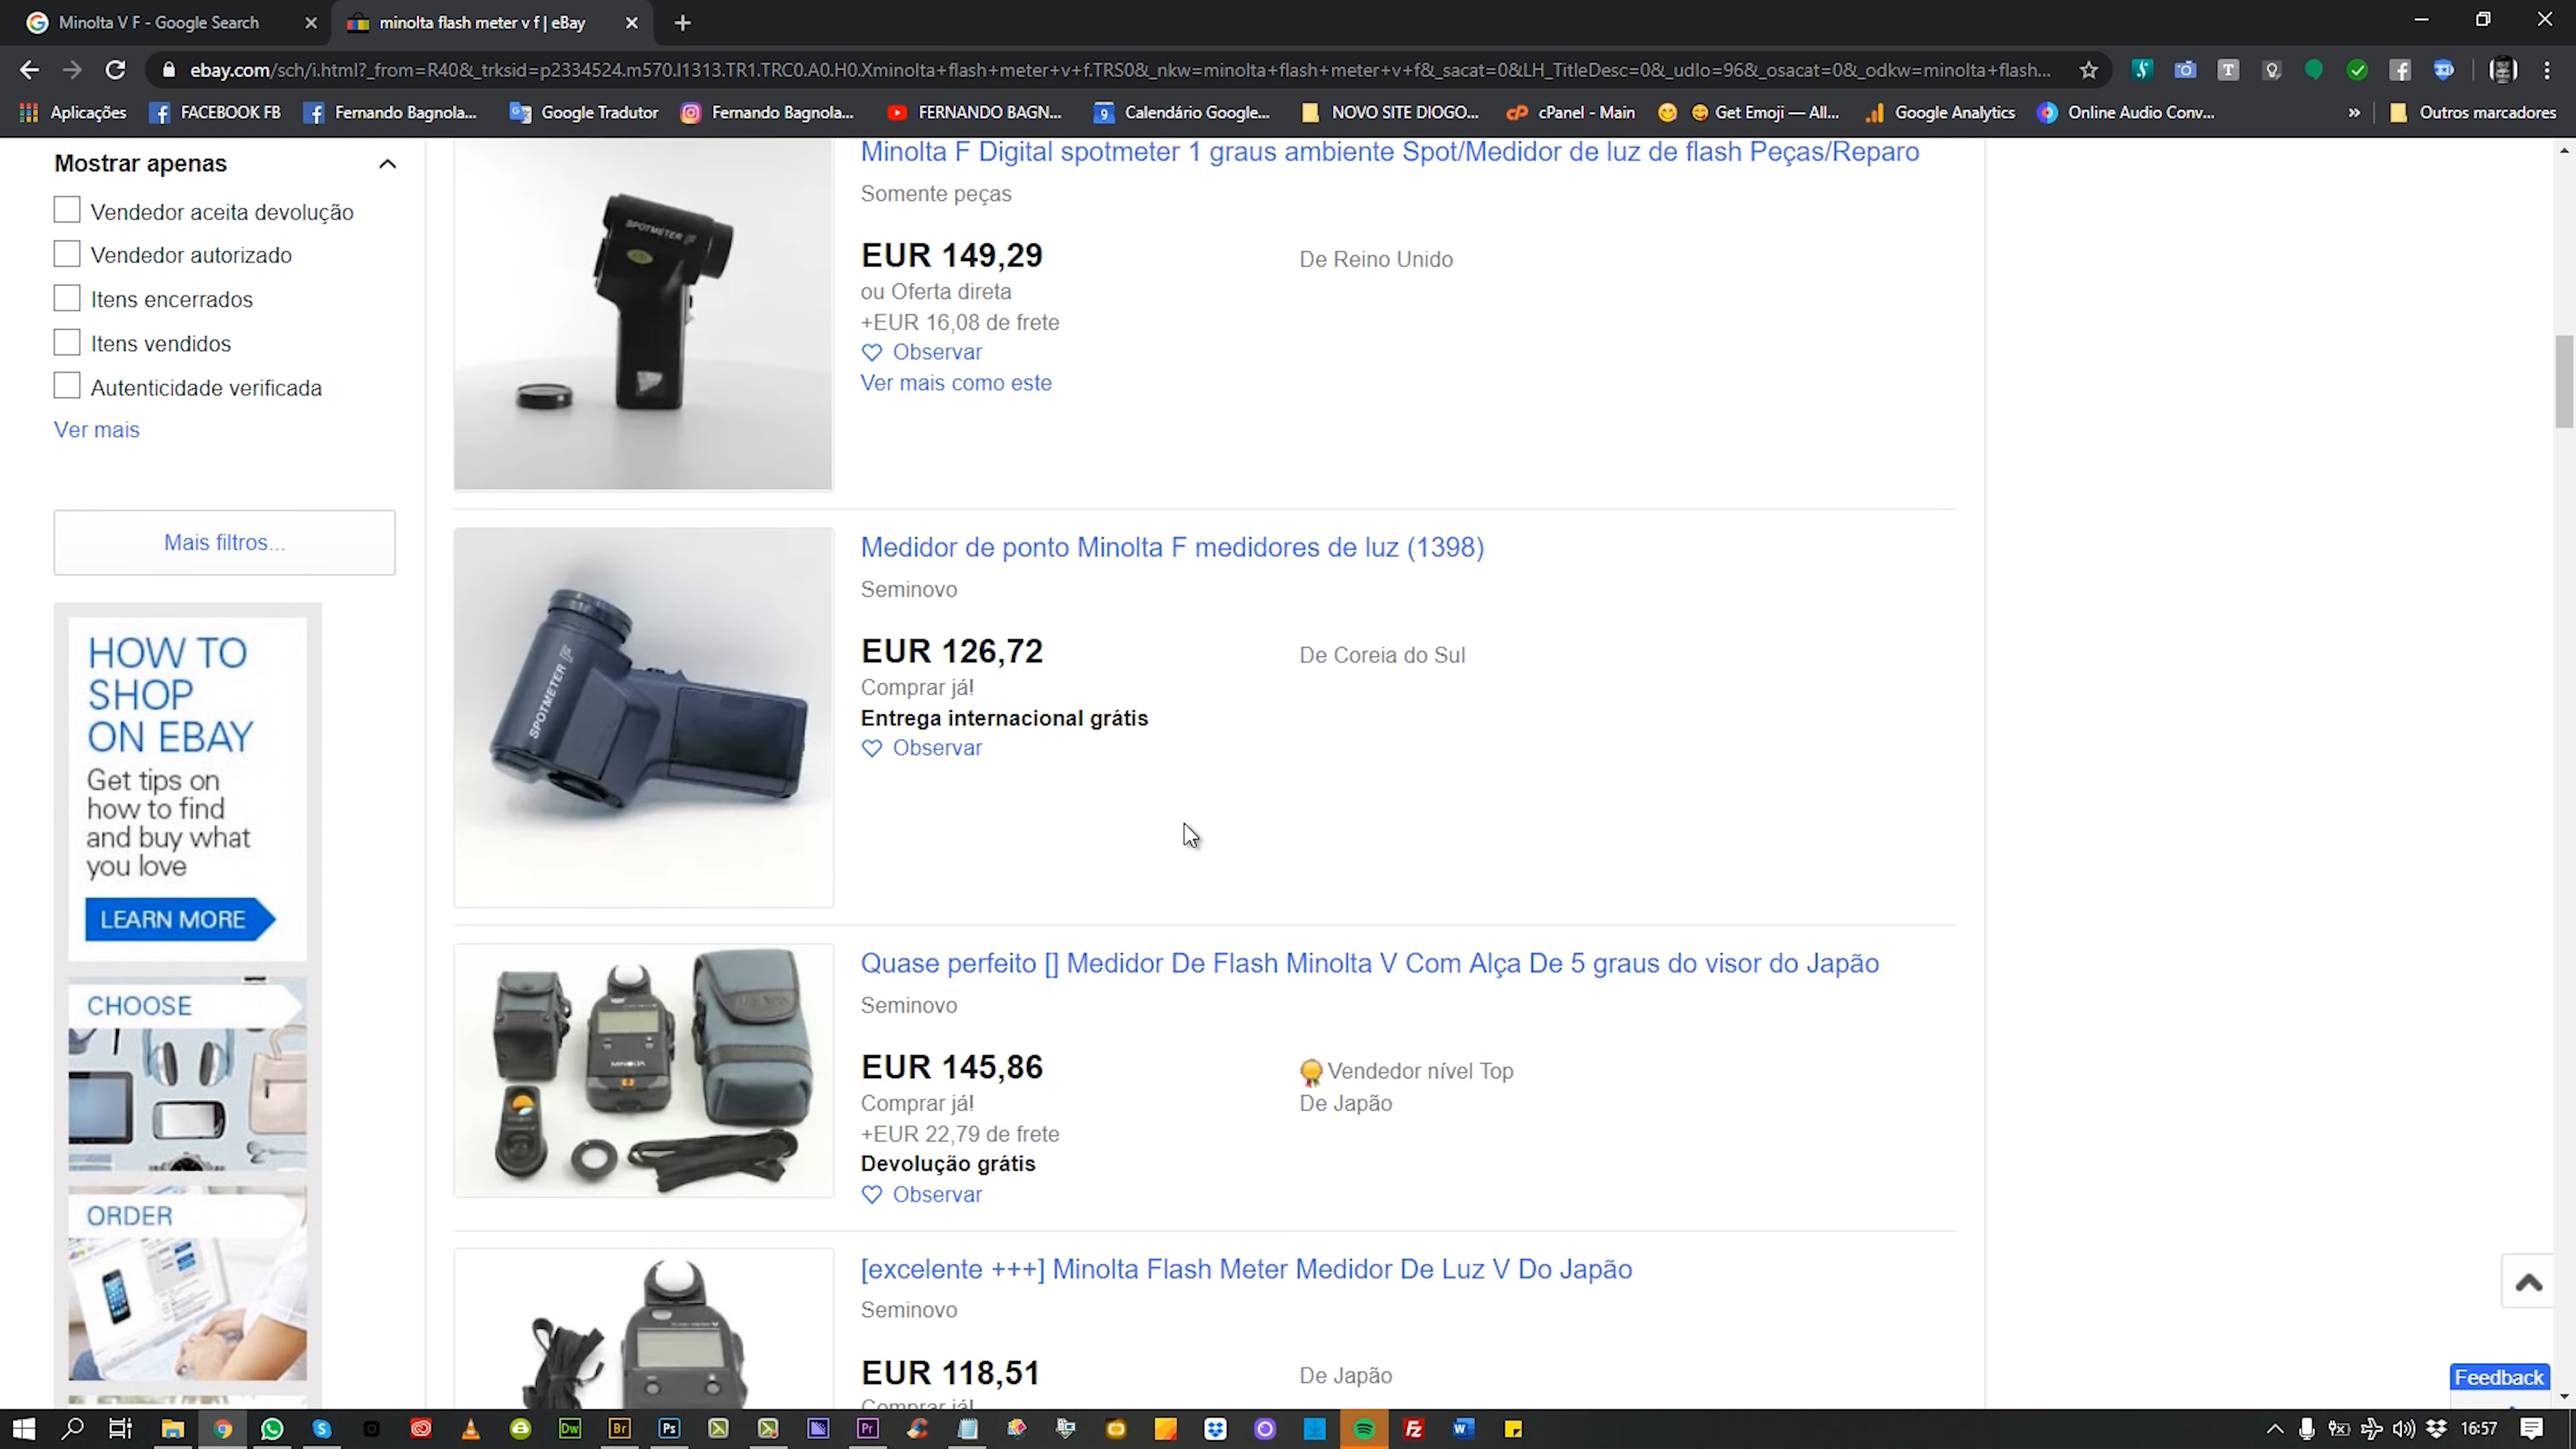 Minolta V F - Google Search
minolta flash meter v f | eBay
ebay.com/sch/i.html?_from=R40&_trksid=p2334524.m570.l1313.TR1.TRC0.A0.H0.Xminolta+flash+meter+v+f.TRS0&_nkw=minolta+flash+meter+v+f&_sacat=0&LH_TitleDesc=0&_udlo=96&_osacat=0&_odkw=minolta+flash...
Aplicações FACEBOOK FB Fernando Bagnola... Google Tradutor Fernando Bagnola... FERNANDO BAGN... Calendário Google... NOVO SITE DIOGO... cPanel - Main Get Emoji — All... Google Analytics Online Audio Conv... » Outros marcadores
Mostrar apenas
Vendedor aceita devolução
Vendedor autorizado
Itens encerrados
Itens vendidos
Autenticidade verificada
Ver mais
Mais filtros...
HOW TO
SHOP
ON EBAY
Get tips on
how to find
and buy what
you love
LEARN MORE
CHOOSE
ORDER
SPOTMETER F
Minolta F Digital spotmeter 1 graus ambiente Spot/Medidor de luz de flash Peças/Reparo
Somente peças
EUR 149,29
De Reino Unido
ou Oferta direta
+EUR 16,08 de frete
Observar
Ver mais como este
SPOTMETER F
Medidor de ponto Minolta F medidores de luz (1398)
Seminovo
EUR 126,72
De Coreia do Sul
Comprar já!
Entrega internacional grátis
Observar
MINOLTA
Quase perfeito [] Medidor De Flash Minolta V Com Alça De 5 graus do visor do Japão
Seminovo
EUR 145,86
Vendedor nível Top
Comprar já!
De Japão
+EUR 22,79 de frete
Devolução grátis
Observar
[excelente +++] Minolta Flash Meter Medidor De Luz V Do Japão
Seminovo
EUR 118,51
De Japão
Comprar já!
Feedback
Dw Br Ps Pr Fz W
16:57